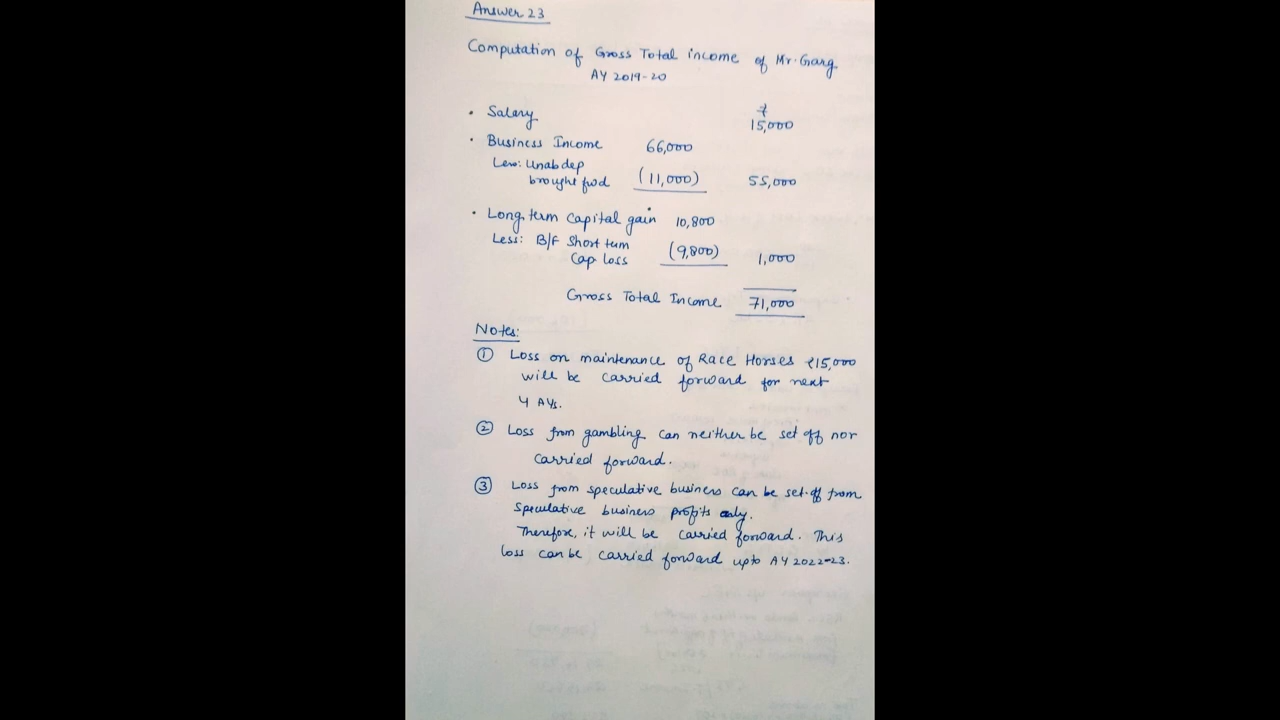 Answer 23
Computation of Gross Total income of Mr. Garg
AY 2019-20
₹
• Salary 15,000
• Business Income 66,000
Less: Unab dep
brought fwd (11,000) 55,000
• Long term capital gain 10,800
Less: B/F Short term
Cap loss (9,800) 1,000
Gross Total Income 71,000
Notes:
① Loss on maintenance of Race Horses ₹15,000
will be carried forward for next
4 AYs.
② Loss from gambling can neither be set off nor
carried forward.
③ Loss from speculative business can be set-off from
speculative business profits only.
Therefore, it will be carried forward. This
loss can be carried forward upto AY 2022-23.